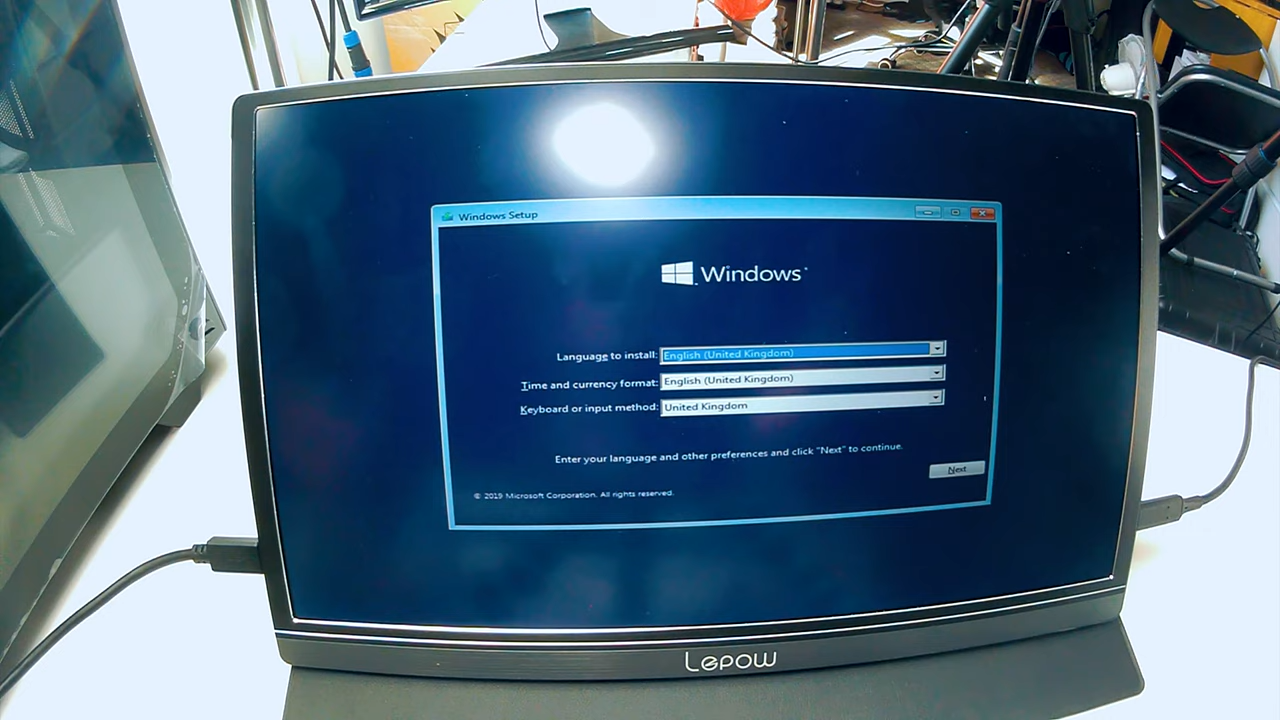 Windows Setup
Windows
Language to install: English (United Kingdom)
Time and currency format: English (United Kingdom)
Keyboard or input method: United Kingdom
Enter your language and other preferences and click "Next" to continue.
Next
© 2019 Microsoft Corporation. All rights reserved.
Lepow